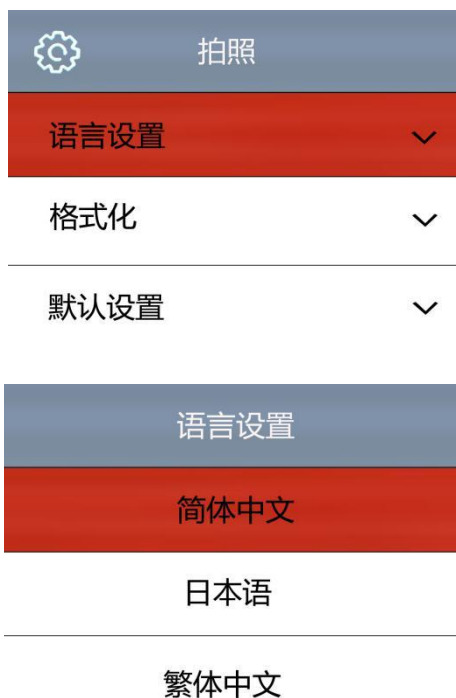 拍照
语言设置
格式化
默认设置
语言设置
简体中文
日本语
繁体中文